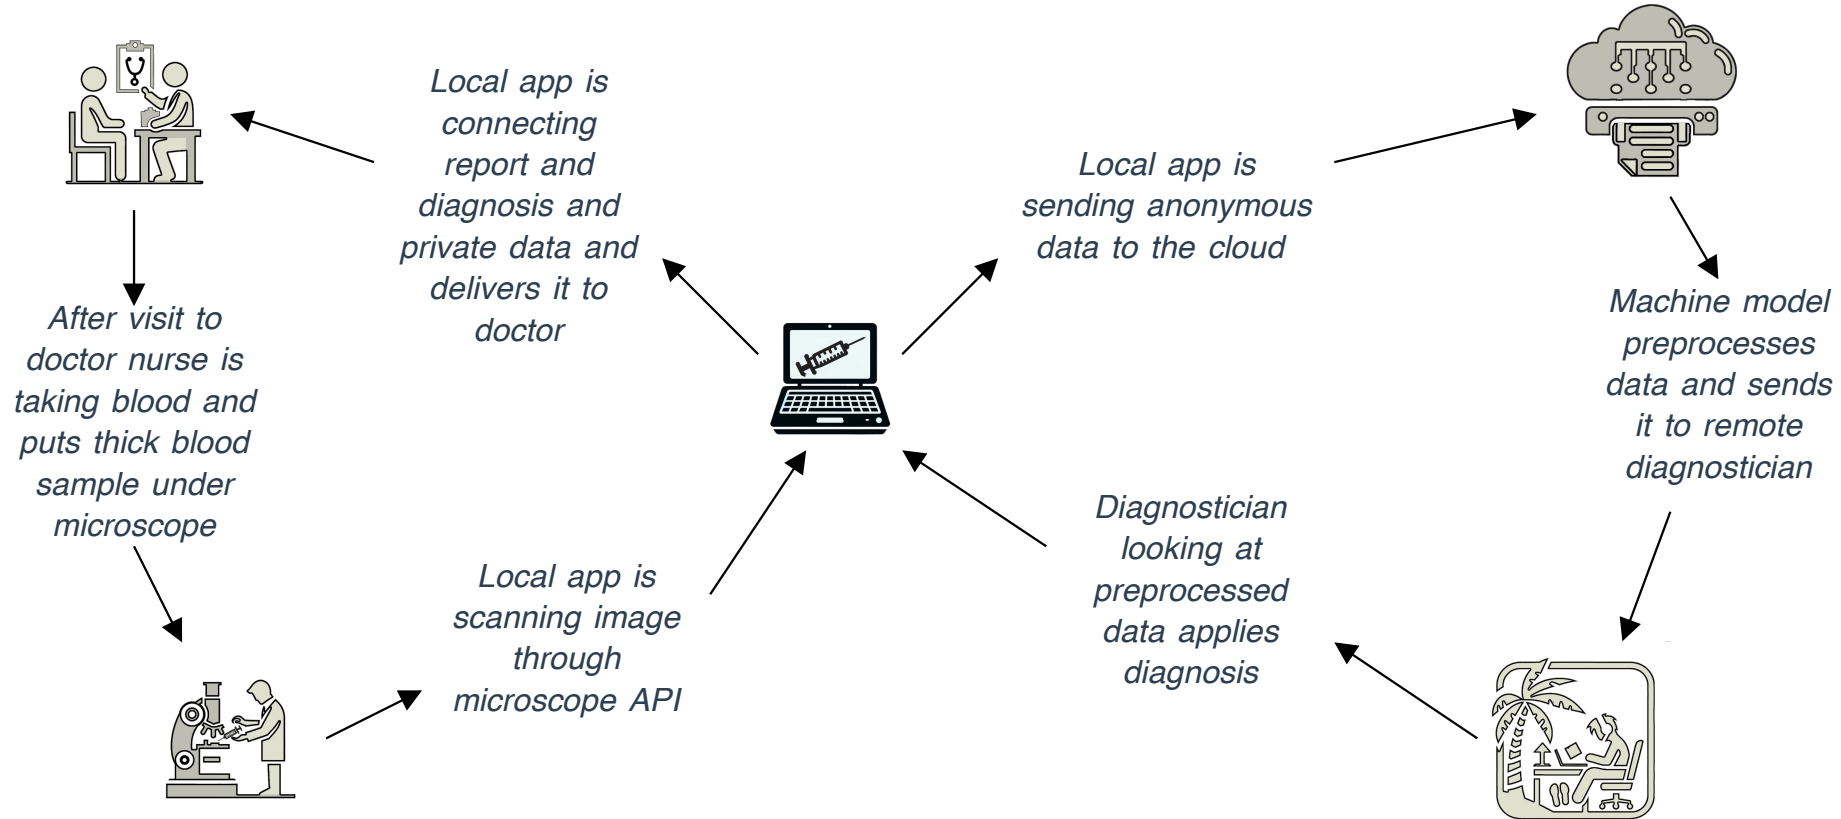 Local app is
connecting
report and
diagnosis and
private data and
delivers it to
doctor
Local app is
sending anonymous
data to the cloud
After visit to
doctor nurse is
taking blood and
puts thick blood
sample under
microscope
Machine model
preprocesses
data and sends
it to remote
diagnostician
Local app is
scanning image
through
microscope API
Diagnostician
looking at
preprocessed
data applies
diagnosis